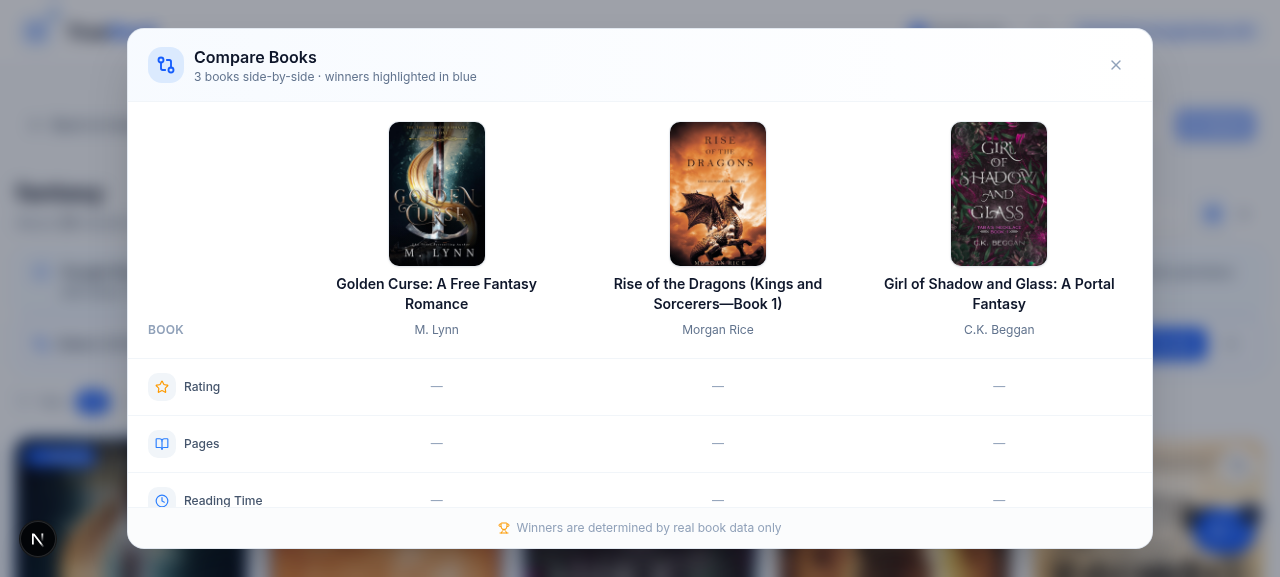 Compare Books
3 books side-by-side · winners highlighted in blue
GOLDEN
CURSE
M. LYNN
RISE
OF THE
DRAGONS
MORGAN RICE
GIRL
OF
SHADOW
AND
GLASS
C.K. BEGGAN
Golden Curse: A Free Fantasy
Romance
Rise of the Dragons (Kings and
Sorcerers—Book 1)
Girl of Shadow and Glass: A Portal
Fantasy
BOOK
M. Lynn
Morgan Rice
C.K. Beggan
Rating — — —
Pages — — —
Reading Time — — —
Winners are determined by real book data only
N